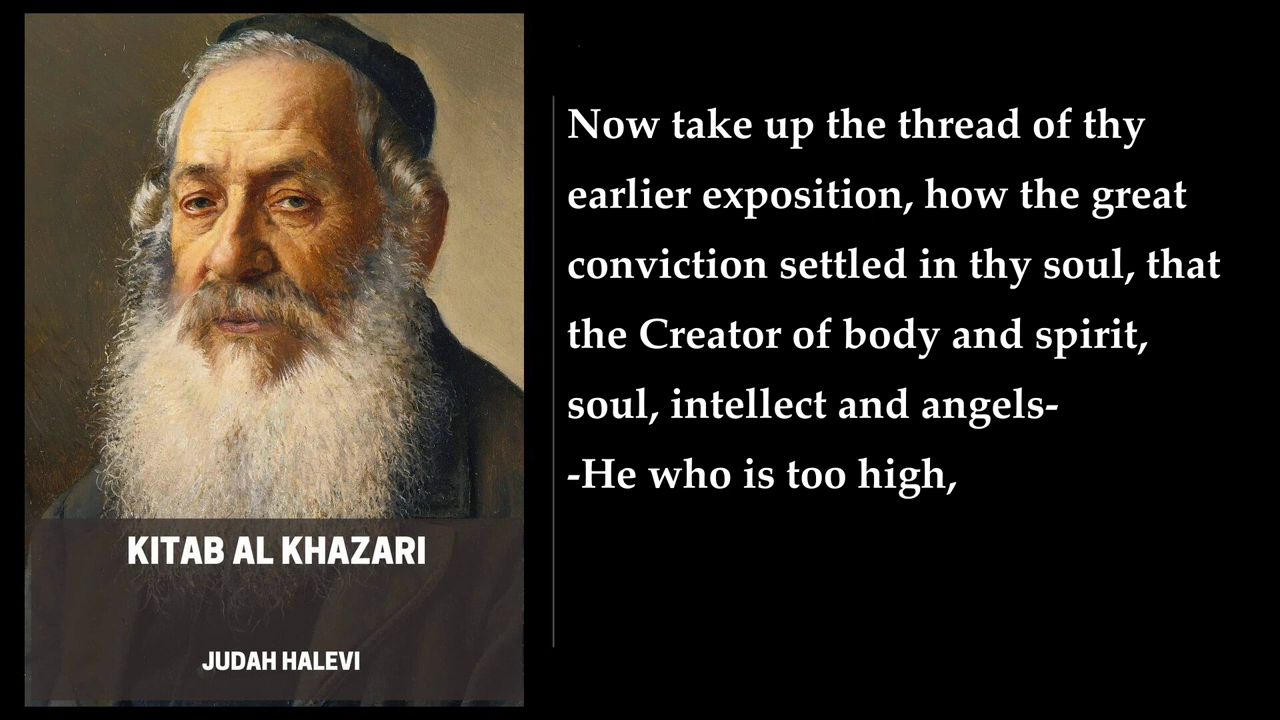 KITAB AL KHAZARI
JUDAH HALEVI
Now take up the thread of thy
earlier exposition, how the great
conviction settled in thy soul, that
the Creator of body and spirit,
soul, intellect and angels-
-He who is too high,